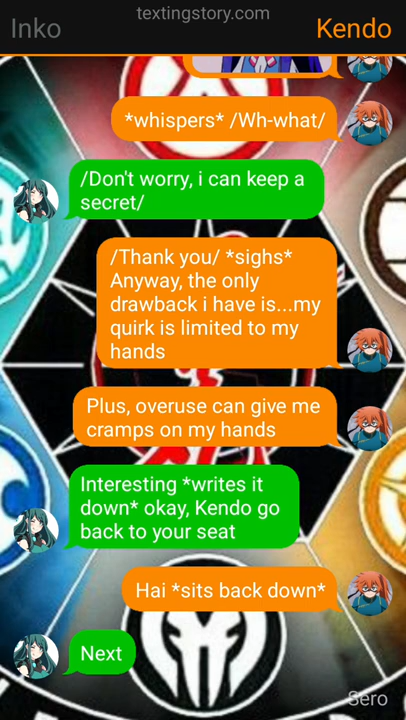 textingstory.com
Inko
Kendo
*whispers* /Wh-what/
/Don't worry, i can keep a
secret/
/Thank you/ *sighs*
Anyway, the only
drawback i have is...my
quirk is limited to my
hands
Plus, overuse can give me
cramps on my hands
Interesting *writes it
down* okay, Kendo go
back to your seat
Hai *sits back down*
Next
Sero